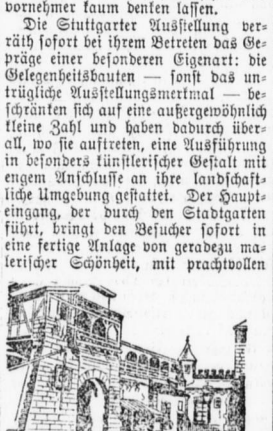 vornehmer kaum denken lassen.
Die Stuttgarter Ausstellung ver-
räth sofort bei ihrem Betreten das Ge-
präge einer besonderen Eigenart: die
Gelegenheitsbauten — sonst das un-
trügliche Ausstellungsmerkmal — be-
schränken sich auf eine außergewöhnlich
kleine Zahl und haben dadurch über-
all, wo sie auftreten, eine Ausführung
in besonders künstlerischer Gestalt mit
engem Anschlusse an ihre landschaft-
liche Umgebung gestattet. Der Haupt-
eingang, der durch den Stadtgarten
führt, bringt den Besucher sofort in
eine fertige Anlage von geradezu ma-
lerischer Schönheit, mit prachtvollen